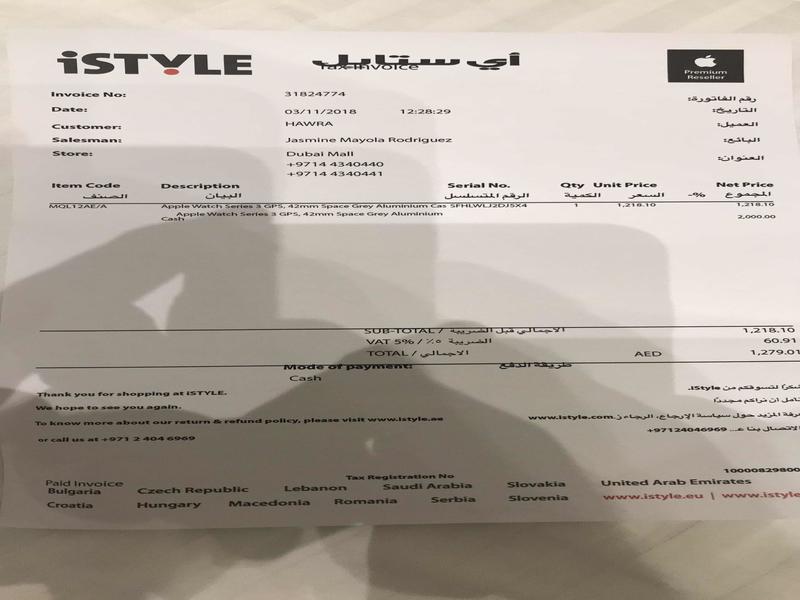 iSTYLE أي ستايل
Tax Invoice
Premium
Reseller
Invoice No: 31824774 رقم الفاتورة:
Date: 03/11/2018 12:28:29 التاريخ:
Customer: HAWRA العميل:
Salesman: Jasmine Mayola Rodriguez البائع:
Store: Dubai Mall العنوان:
+9714 4340440
+9714 4340441
Item Code Description Serial No. Qty Unit Price -% Net Price
الصنف البيان الرقم المتسلسل الكمية السعر المجموع
MQL12AE/A Apple Watch Series 3 GPS, 42mm Space Grey Aluminium Cas SFHLWLJ2DJ5X4 1 1,218.10 1,218.10
Apple Watch Series 3 GPS, 42mm Space Grey Aluminium
Cash 2,000.00
SUB-TOTAL / الاجمالي قبل الضريبة 1,218.10
VAT 5% / ٥٪ الضريبة 60.91
TOTAL / الاجمالي AED 1,279.01
Mode of payment: طريقة الدفع
Cash
Thank you for shopping at iSTYLE. شكرًا لتسوقكم من iStyle.
We hope to see you again. نأمل ان نراكم مجددًا
To know more about our return & refund policy, please visit www.istyle.ae المزيد حول سياسة الإرجاع، الرجاء www.istyle.com
or call us at +971 2 404 6969 الاتصال بنا +97124046969
Tax Registration No 10000829800
Paid Invoice
Bulgaria Czech Republic Lebanon Saudi Arabia Slovakia United Arab Emirates
Croatia Hungary Macedonia Romania Serbia Slovenia www.istyle.eu | www.istyle